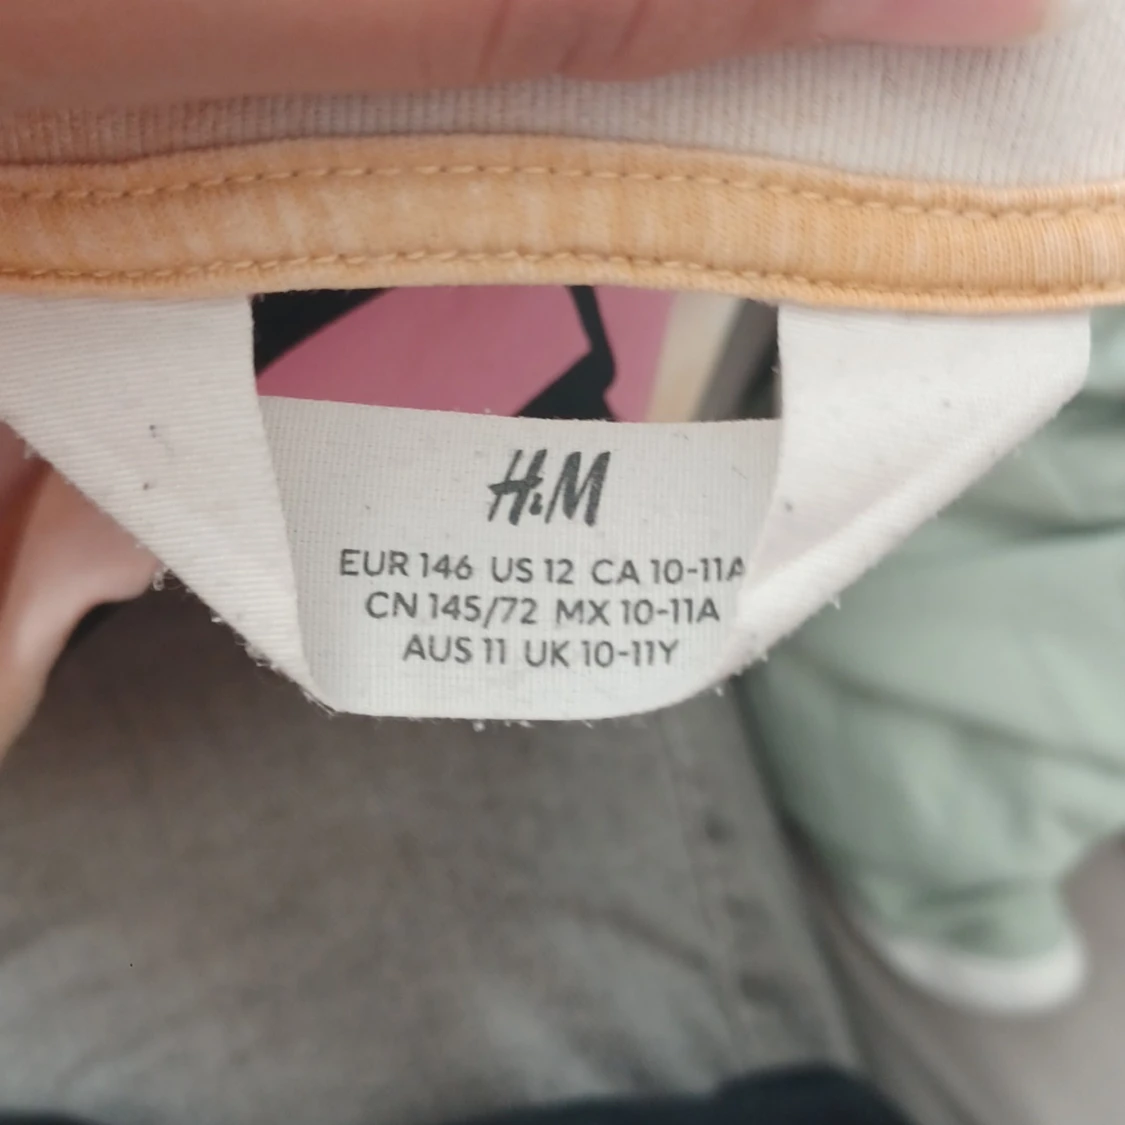 H&M
EUR 146 US 12 CA 10-11A
CN 145/72 MX 10-11A
AUS 11 UK 10-11Y